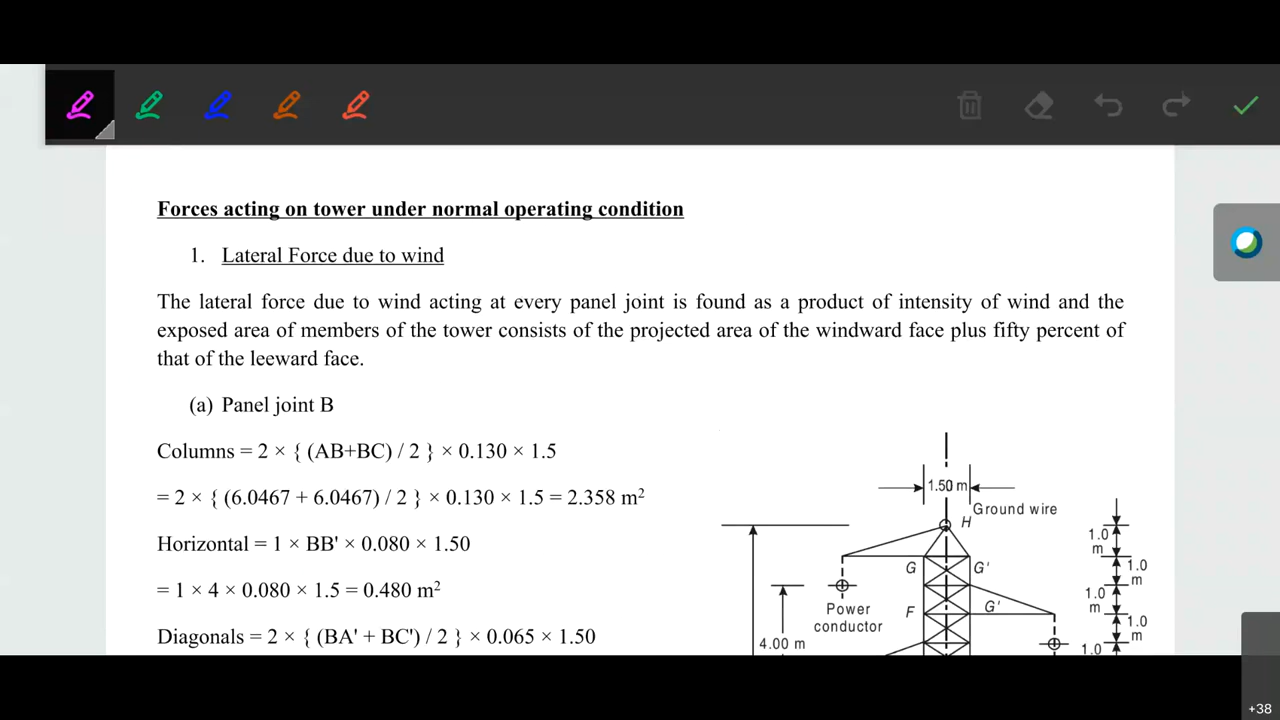 Forces acting on tower under normal operating condition
1. Lateral Force due to wind
The lateral force due to wind acting at every panel joint is found as a product of intensity of wind and the
exposed area of members of the tower consists of the projected area of the windward face plus fifty percent of
that of the leeward face.
(a) Panel joint B
Columns = 2 × { (AB+BC) / 2 } × 0.130 × 1.5
= 2 × { (6.0467 + 6.0467) / 2 } × 0.130 × 1.5 = 2.358 m²
Horizontal = 1 × BB' × 0.080 × 1.50
= 1 × 4 × 0.080 × 1.5 = 0.480 m²
Diagonals = 2 × { (BA' + BC') / 2 } × 0.065 × 1.50
1.50 m
Ground wire
H
1.0
m
G
G'
1.0
m
1.0
m
Power
conductor
F
G'
1.0
m
4.00 m
1.0
+38